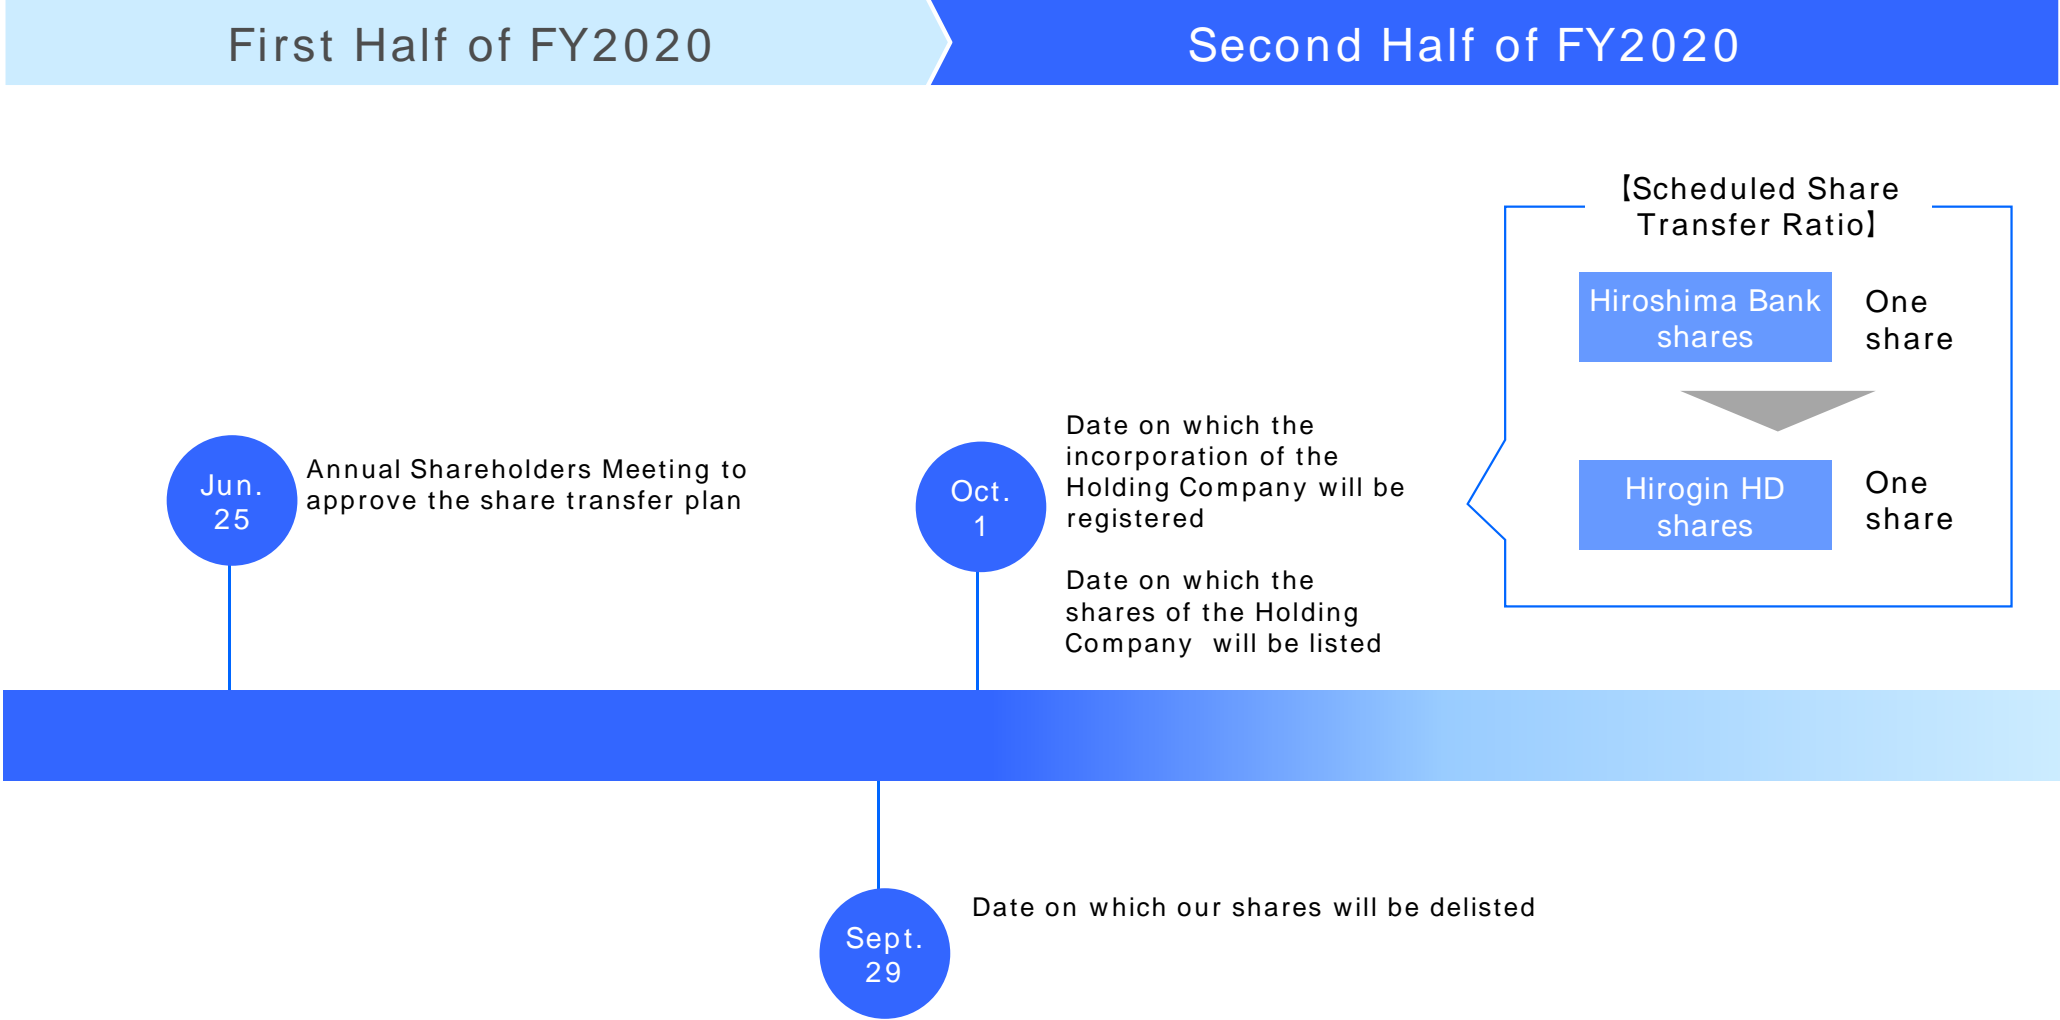 First Half of FY2020
Second Half of FY2020
Jun.
25
Annual Shareholders Meeting to
approve the share transfer plan
Oct.
1
Date on which the
incorporation of the
Holding Company will be
registered
Date on which the
shares of the Holding
Company will be listed
【Scheduled Share
Transfer Ratio】
Hiroshima Bank
shares
One
share
Hirogin HD
shares
One
share
Sept.
29
Date on which our shares will be delisted